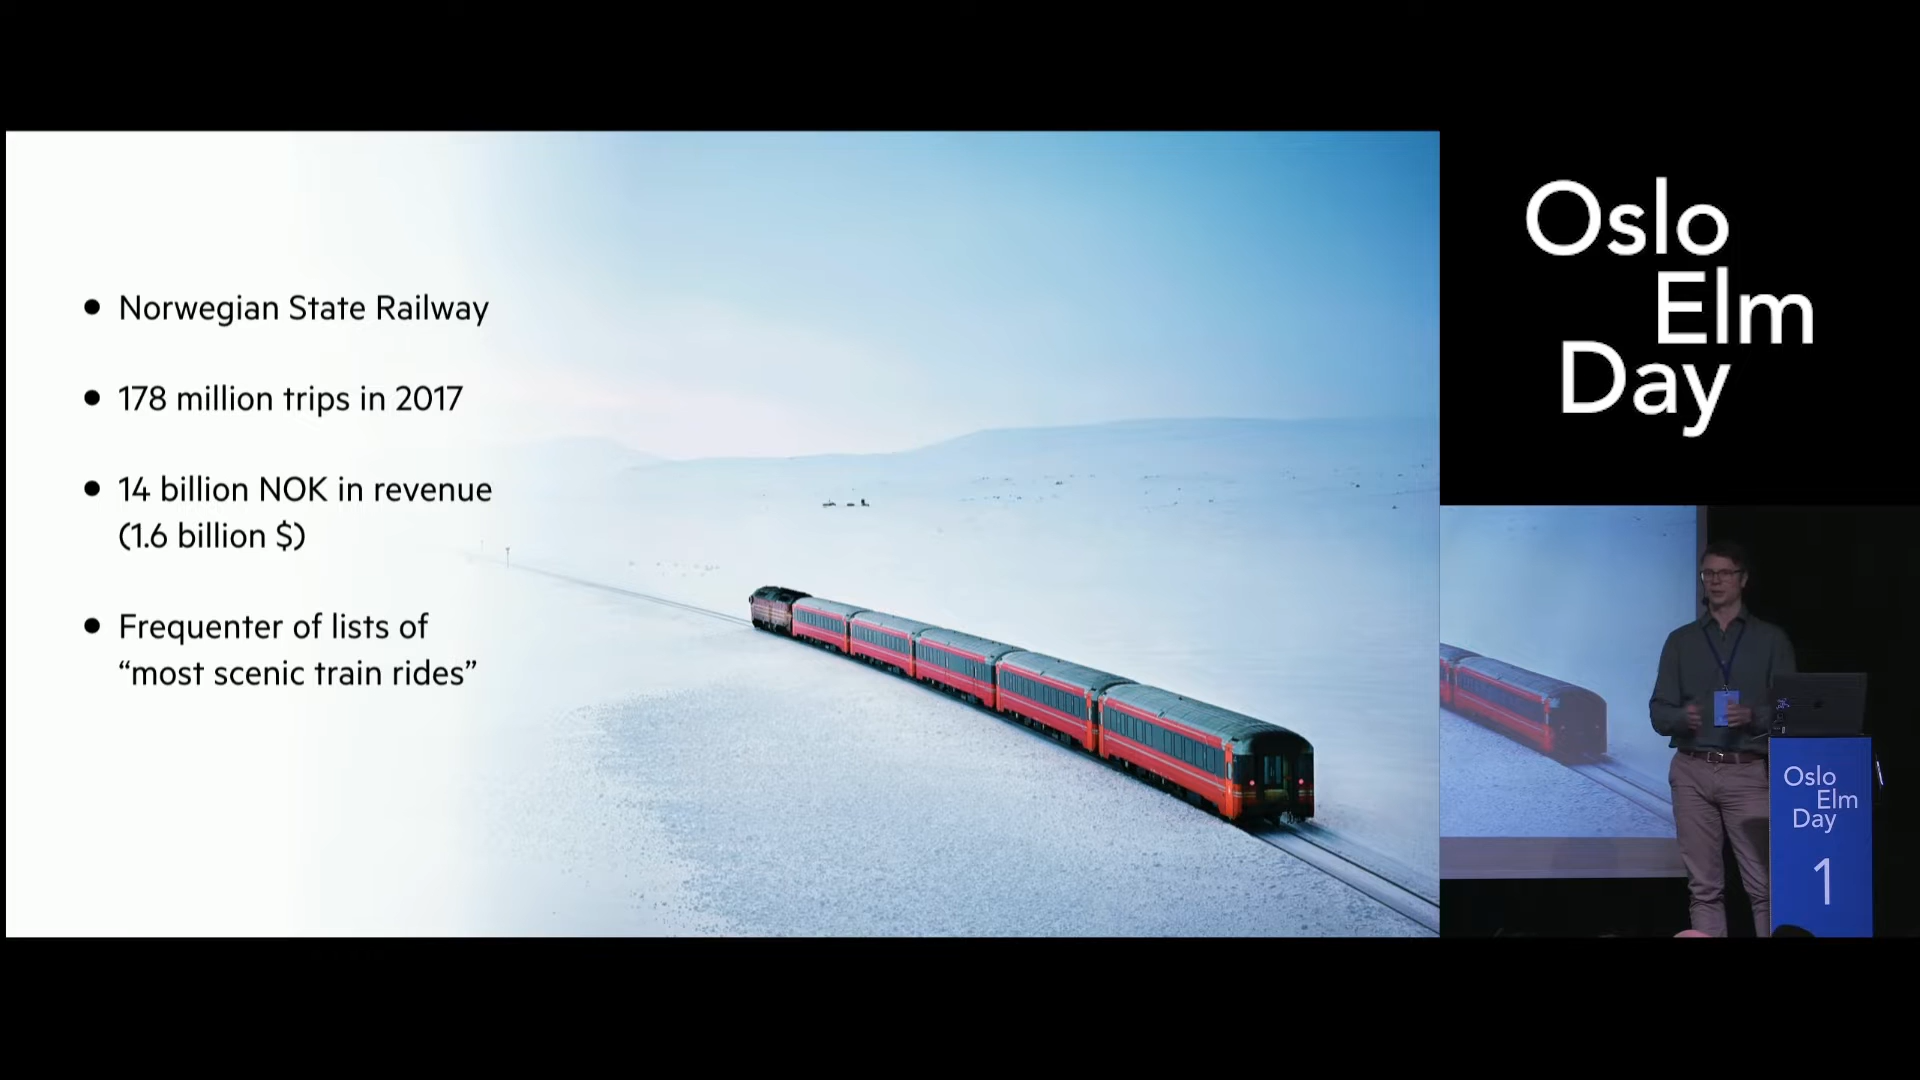 ● Norwegian State Railway
● 178 million trips in 2017
● 14 billion NOK in revenue
(1.6 billion $)
● Frequenter of lists of
“most scenic train rides”
Oslo
Elm
Day
Oslo
Elm
Day
1